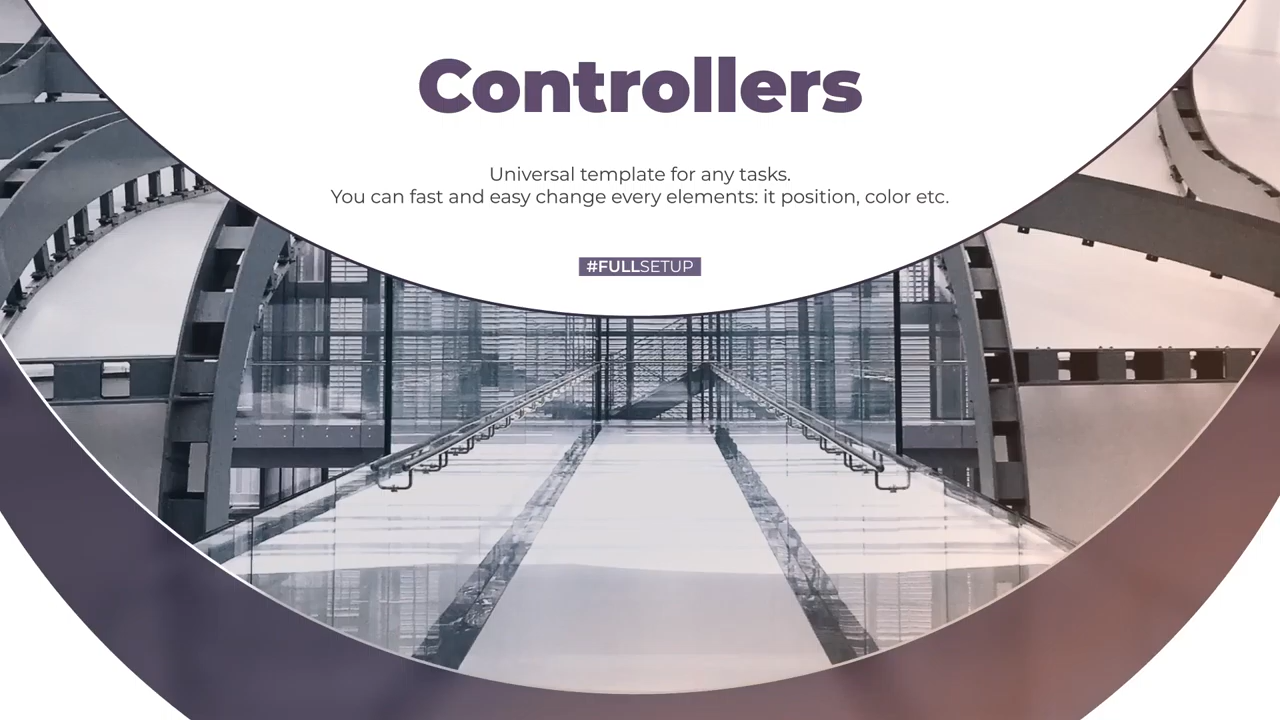 Controllers
Universal template for any tasks.
You can fast and easy change every elements: it position, color etc.
#FULLSETUP